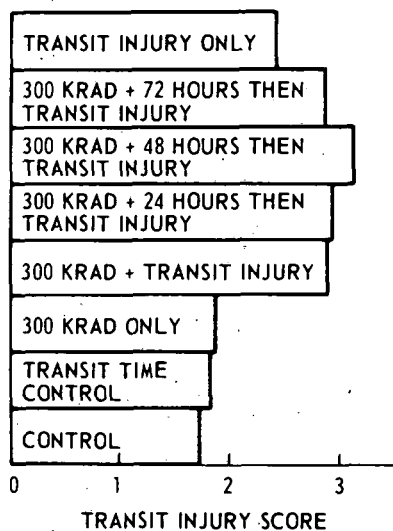 TRANSIT INJURY ONLY
300 KRAD + 72 HOURS THEN
TRANSIT INJURY
300 KRAD + 48 HOURS THEN
TRANSIT INJURY
300 KRAD + 24 HOURS THEN
TRANSIT INJURY
300 KRAD + TRANSIT INJURY
300 KRAD ONLY
TRANSIT TIME
CONTROL
CONTROL
0 1 2 3
TRANSIT INJURY SCORE